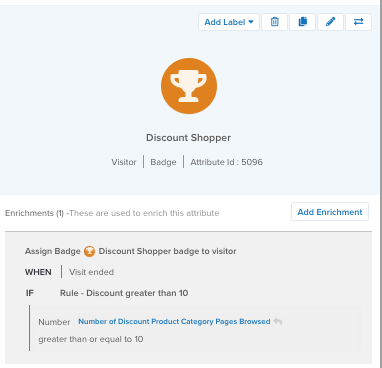 Add Label
Discount Shopper
Visitor | Badge | Attribute Id : 5096
Enrichments (1) -These are used to enrich this attribute
Add Enrichment
Assign Badge Discount Shopper badge to visitor
WHEN | Visit ended
IF Rule - Discount greater than 10
Number Number of Discount Product Category Pages Browsed
greater than or equal to 10